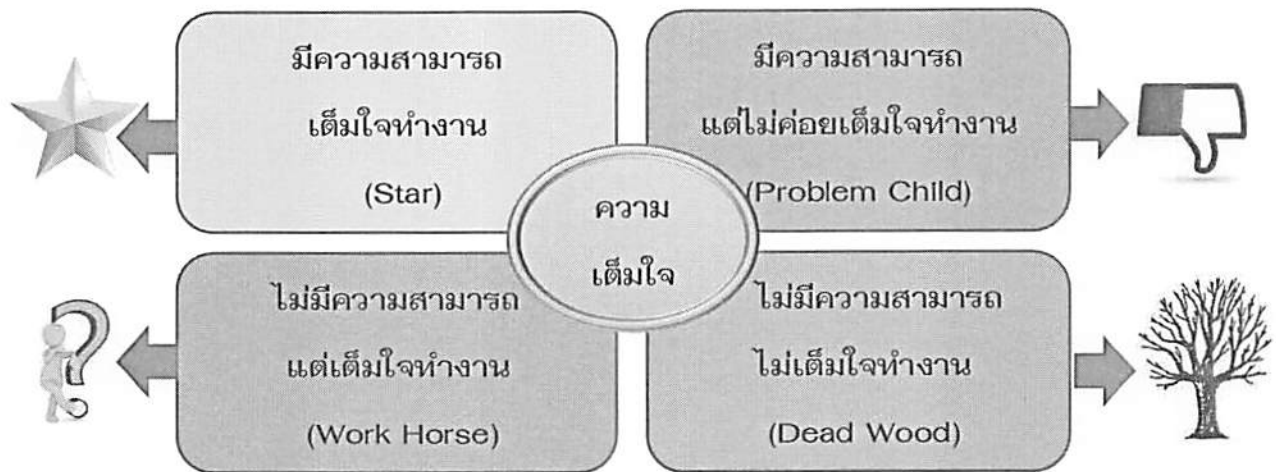 มีความสามารถ
เต็มใจทำงาน
(Star)
มีความสามารถ
แต่ไม่ค่อยเต็มใจทำงาน
(Problem Child)
ความ
เต็มใจ
ไม่มีความสามารถ
แต่เต็มใจทำงาน
(Work Horse)
ไม่มีความสามารถ
ไม่เต็มใจทำงาน
(Dead Wood)